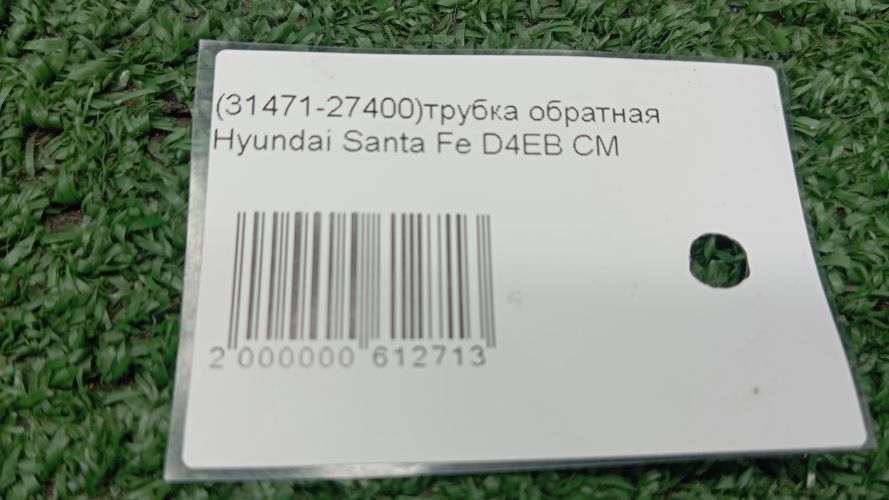 (31471-27400)трубка обратная
Hyundai Santa Fe D4EB CM
2 000000 612713